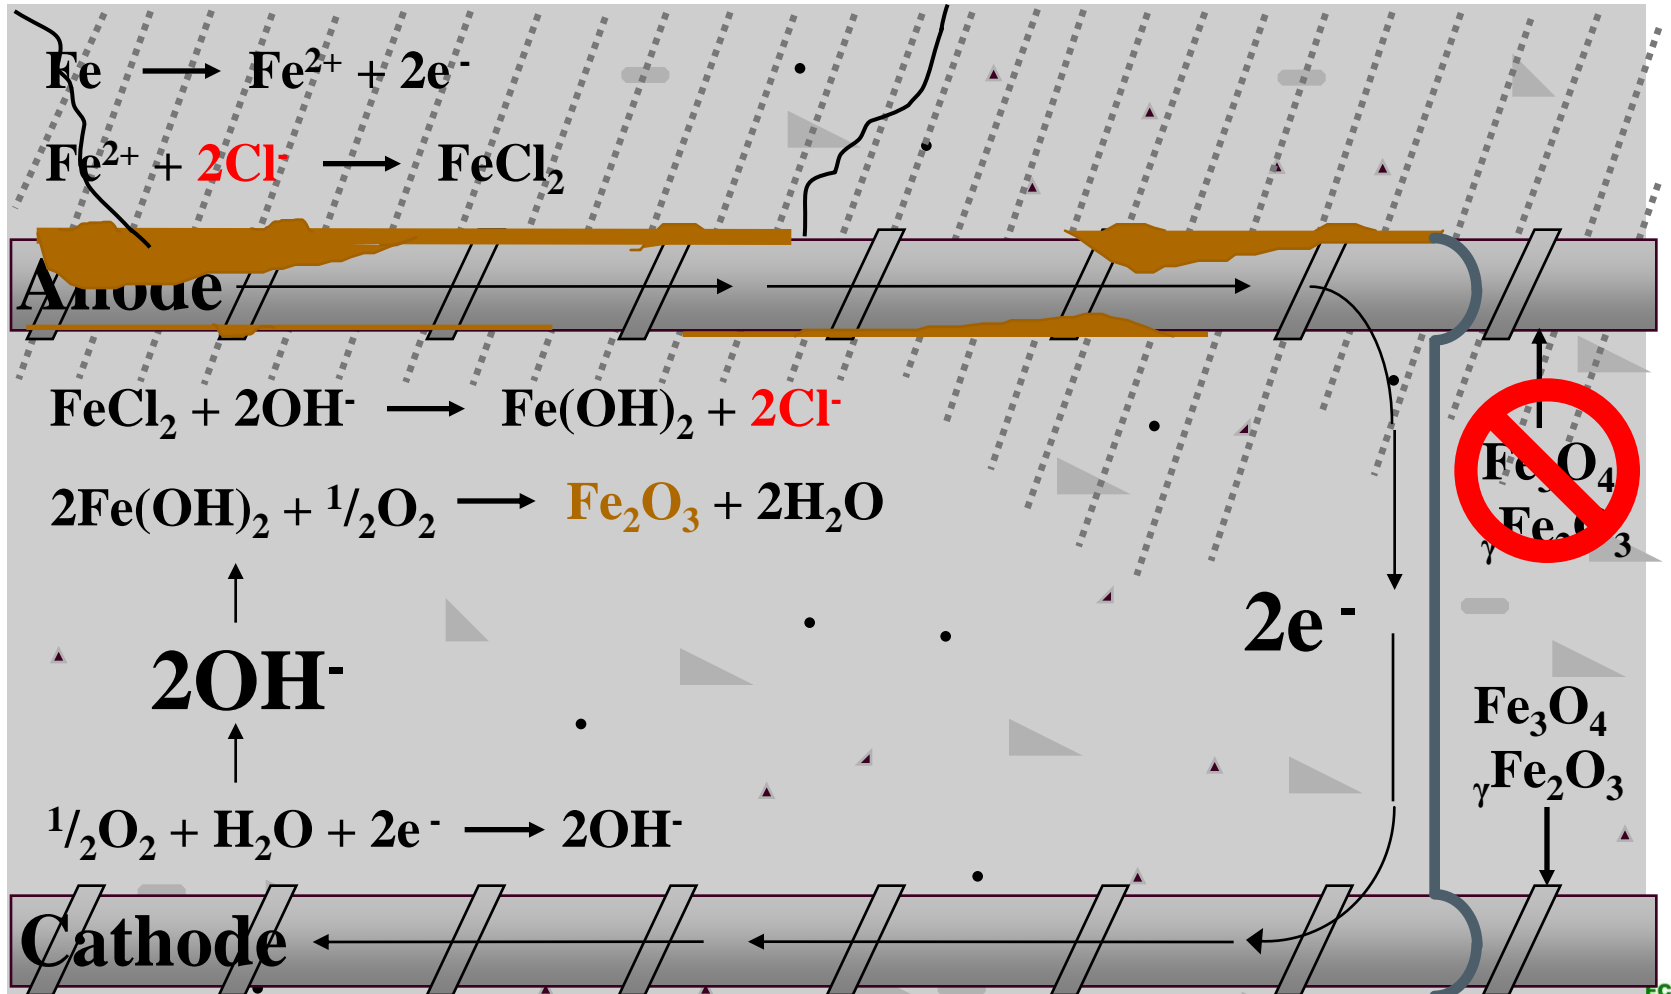 Fe → Fe²⁺ + 2e⁻
Fe²⁺ + 2Cl⁻ → FeCl₂
Anode
FeCl₂ + 2OH⁻ → Fe(OH)₂ + 2Cl⁻
2Fe(OH)₂ + ¹/₂O₂ → Fe₂O₃ + 2H₂O
Fe₃O₄
γFe₂O₃
2e⁻
2OH⁻
Fe₃O₄
γFe₂O₃
¹/₂O₂ + H₂O + 2e⁻ → 2OH⁻
Cathode